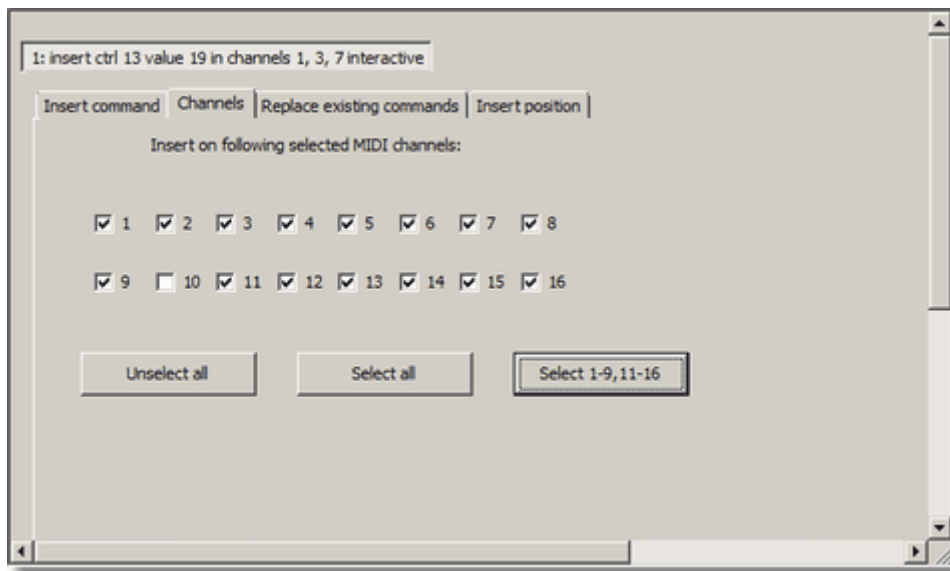 1: insert ctrl 13 value 19 in channels 1, 3, 7 interactive
Insert command Channels Replace existing commands Insert position
Insert on following selected MIDI channels:
1 2 3 4 5 6 7 8
9 10 11 12 13 14 15 16
Unselect all Select all Select 1-9,11-16